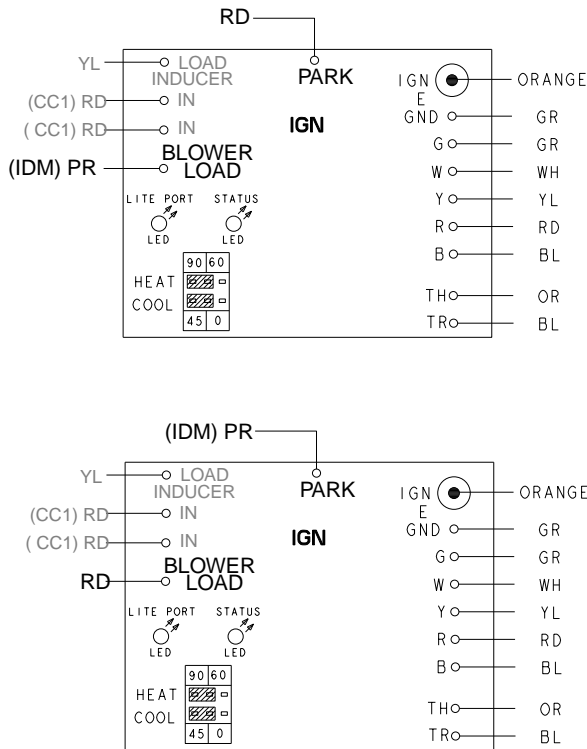 RD
YL LOAD INDUCER
PARK
IGN ORANGE
E
(CC1) RD IN
GND GR
( CC1) RD IN
IGN
G GR
(IDM) PR BLOWER LOAD
W WH
LITE PORT STATUS
Y YL
LED LED
R RD
90 60
B BL
HEAT
COOL
TH OR
45 0
TR BL
(IDM) PR
YL LOAD INDUCER
PARK
IGN ORANGE
E
(CC1) RD IN
GND GR
( CC1) RD IN
IGN
G GR
RD BLOWER LOAD
W WH
LITE PORT STATUS
Y YL
LED LED
R RD
90 60
B BL
HEAT
COOL
TH OR
45 0
TR BL